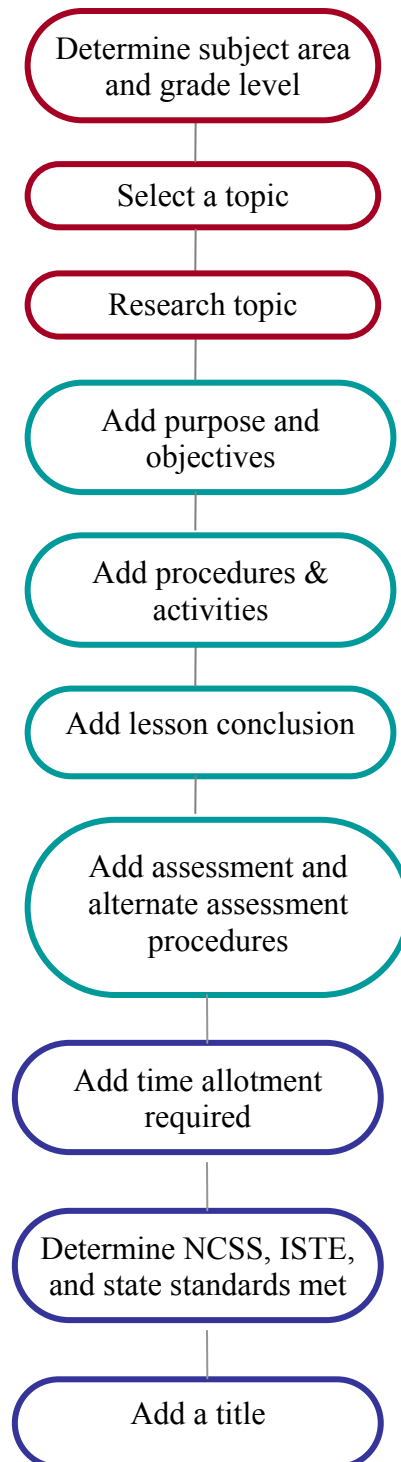 Determine subject area
and grade level
Select a topic
Research topic
Add purpose and
objectives
Add procedures &
activities
Add lesson conclusion
Add assessment and
alternate assessment
procedures
Add time allotment
required
Determine NCSS, ISTE,
and state standards met
Add a title